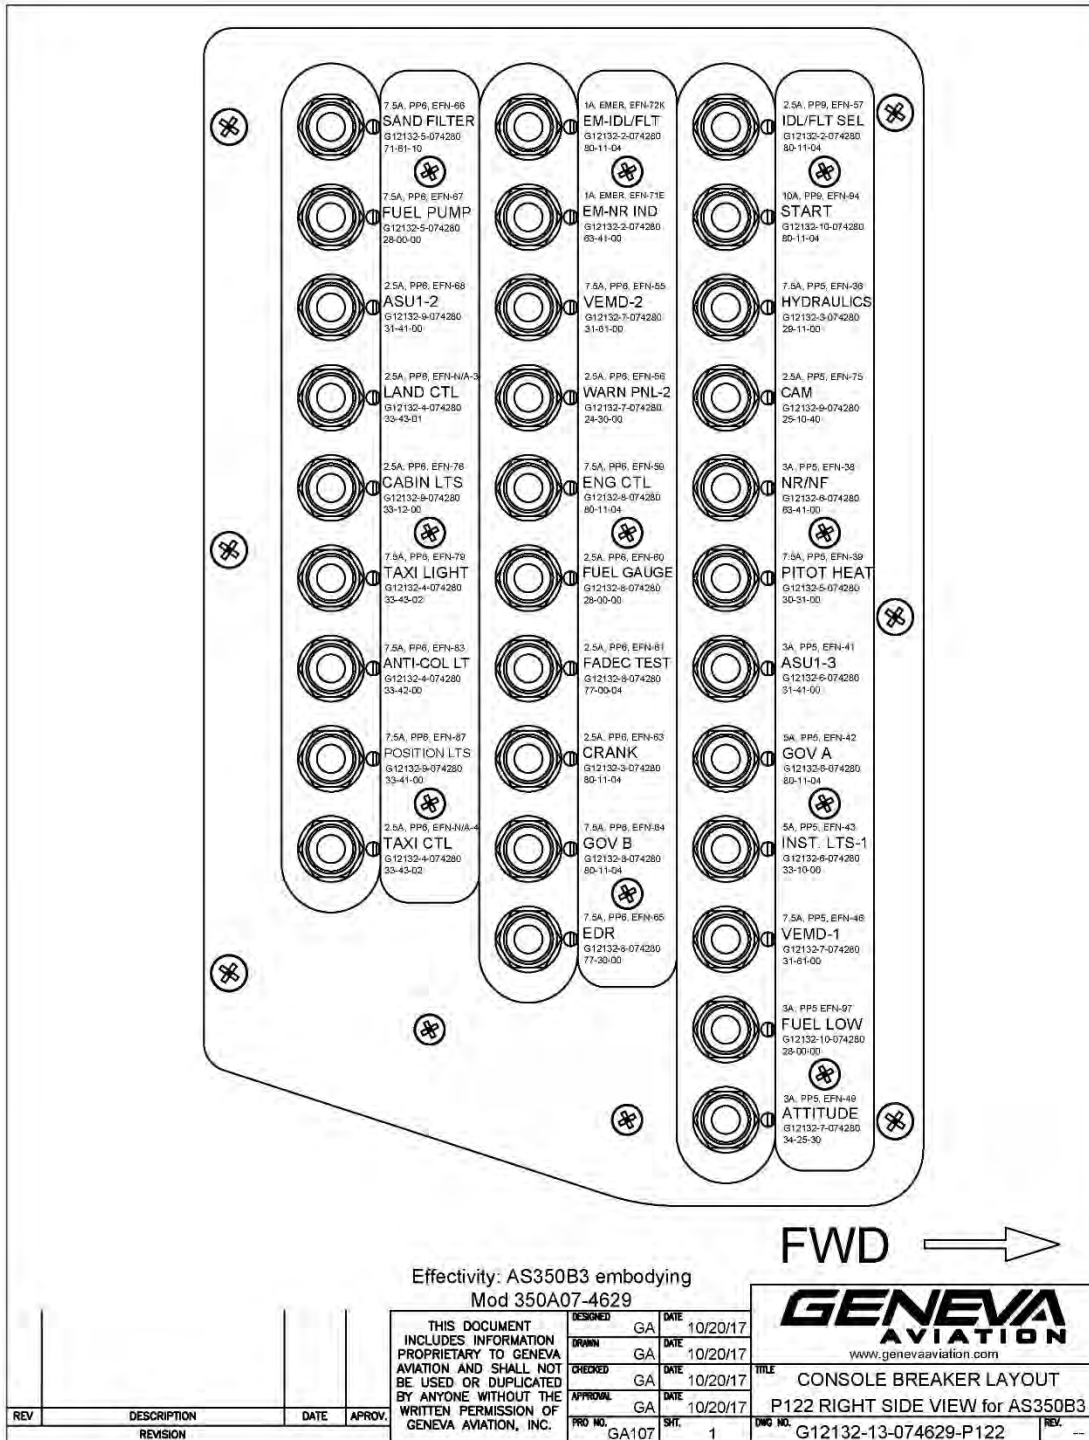 7.5A, PP6, EFN-66
SAND FILTER
G12132-5-074280
71-61-10
7.5A, PP6, EFN-67
FUEL PUMP
G12132-5-074280
28-00-00
2.5A, PP6, EFN-68
ASU1-2
G12132-9-074280
31-41-00
2.5A, PP6, EFN-N/A-3
LAND CTL
G12132-4-074280
33-43-01
2.5A, PP6, EFN-76
CABIN LTS
G12132-9-074280
33-12-00
7.5A, PP6, EFN-79
TAXI LIGHT
G12132-4-074280
33-43-02
7.5A, PP6, EFN-83
ANTI-COL LT
G12132-4-074280
33-42-00
7.5A, PP6, EFN-87
POSITION LTS
G12132-9-074280
33-41-00
2.5A, PP6, EFN-N/A-4
TAXI CTL
G12132-4-074280
33-43-02
1A, EMER, EFN-72K
EM-IDL/FLT
G12132-2-074280
80-11-04
1A, EMER, EFN-71E
EM-NR IND
G12132-2-074280
63-41-00
7.5A, PP6, EFN-55
VEMD-2
G12132-7-074280
31-61-00
2.5A, PP6, EFN-56
WARN PNL-2
G12132-7-074280
24-30-00
7.5A, PP6, EFN-59
ENG CTL
G12132-8-074280
80-11-04
2.5A, PP6, EFN-60
FUEL GAUGE
G12132-8-074280
28-00-00
2.5A, PP6, EFN-61
FADEC TEST
G12132-8-074280
77-00-04
2.5A, PP6, EFN-63
CRANK
G12132-3-074280
80-11-04
7.5A, PP6, EFN-64
GOV B
G12132-8-074280
80-11-04
7.5A, PP6, EFN-65
EDR
G12132-8-074280
77-30-00
2.5A, PP9, EFN-57
IDL/FLT SEL
G12132-2-074280
80-11-04
10A, PP9, EFN-94
START
G12132-10-074280
80-11-04
7.5A, PP5, EFN-36
HYDRAULICS
G12132-3-074280
29-11-00
2.5A, PP5, EFN-75
CAM
G12132-9-074280
25-10-40
3A, PP5, EFN-38
NR/NF
G12132-6-074280
63-41-00
7.5A, PP5, EFN-39
PITOT HEAT
G12132-5-074280
30-31-00
3A, PP5, EFN-41
ASU1-3
G12132-6-074280
31-41-00
5A, PP5, EFN-42
GOV A
G12132-6-074280
80-11-04
5A, PP5, EFN-43
INST. LTS-1
G12132-6-074280
33-10-00
7.5A, PP5, EFN-46
VEMD-1
G12132-7-074280
31-61-00
3A, PP5 EFN-97
FUEL LOW
G12132-10-074280
28-00-00
3A, PP5, EFN-49
ATTITUDE
G12132-7-074280
34-25-30
FWD
Effectivity: AS350B3 embodying
Mod 350A07-4629
REV DESCRIPTION DATE APROV.
REVISION
THIS DOCUMENT
INCLUDES INFORMATION
PROPRIETARY TO GENEVA
AVIATION AND SHALL NOT
BE USED OR DUPLICATED
BY ANYONE WITHOUT THE
WRITTEN PERMISSION OF
GENEVA AVIATION, INC.
DESIGNED GA DATE 10/20/17
DRAWN GA DATE 10/20/17
CHECKED GA DATE 10/20/17
APPROVAL GA DATE 10/20/17
PRO NO. GA107 SHT. 1
GENEVA
AVIATION
www.genevaaviation.com
TITLE CONSOLE BREAKER LAYOUT
P122 RIGHT SIDE VIEW for AS350B3
DWG NO. G12132-13-074629-P122 REV. --